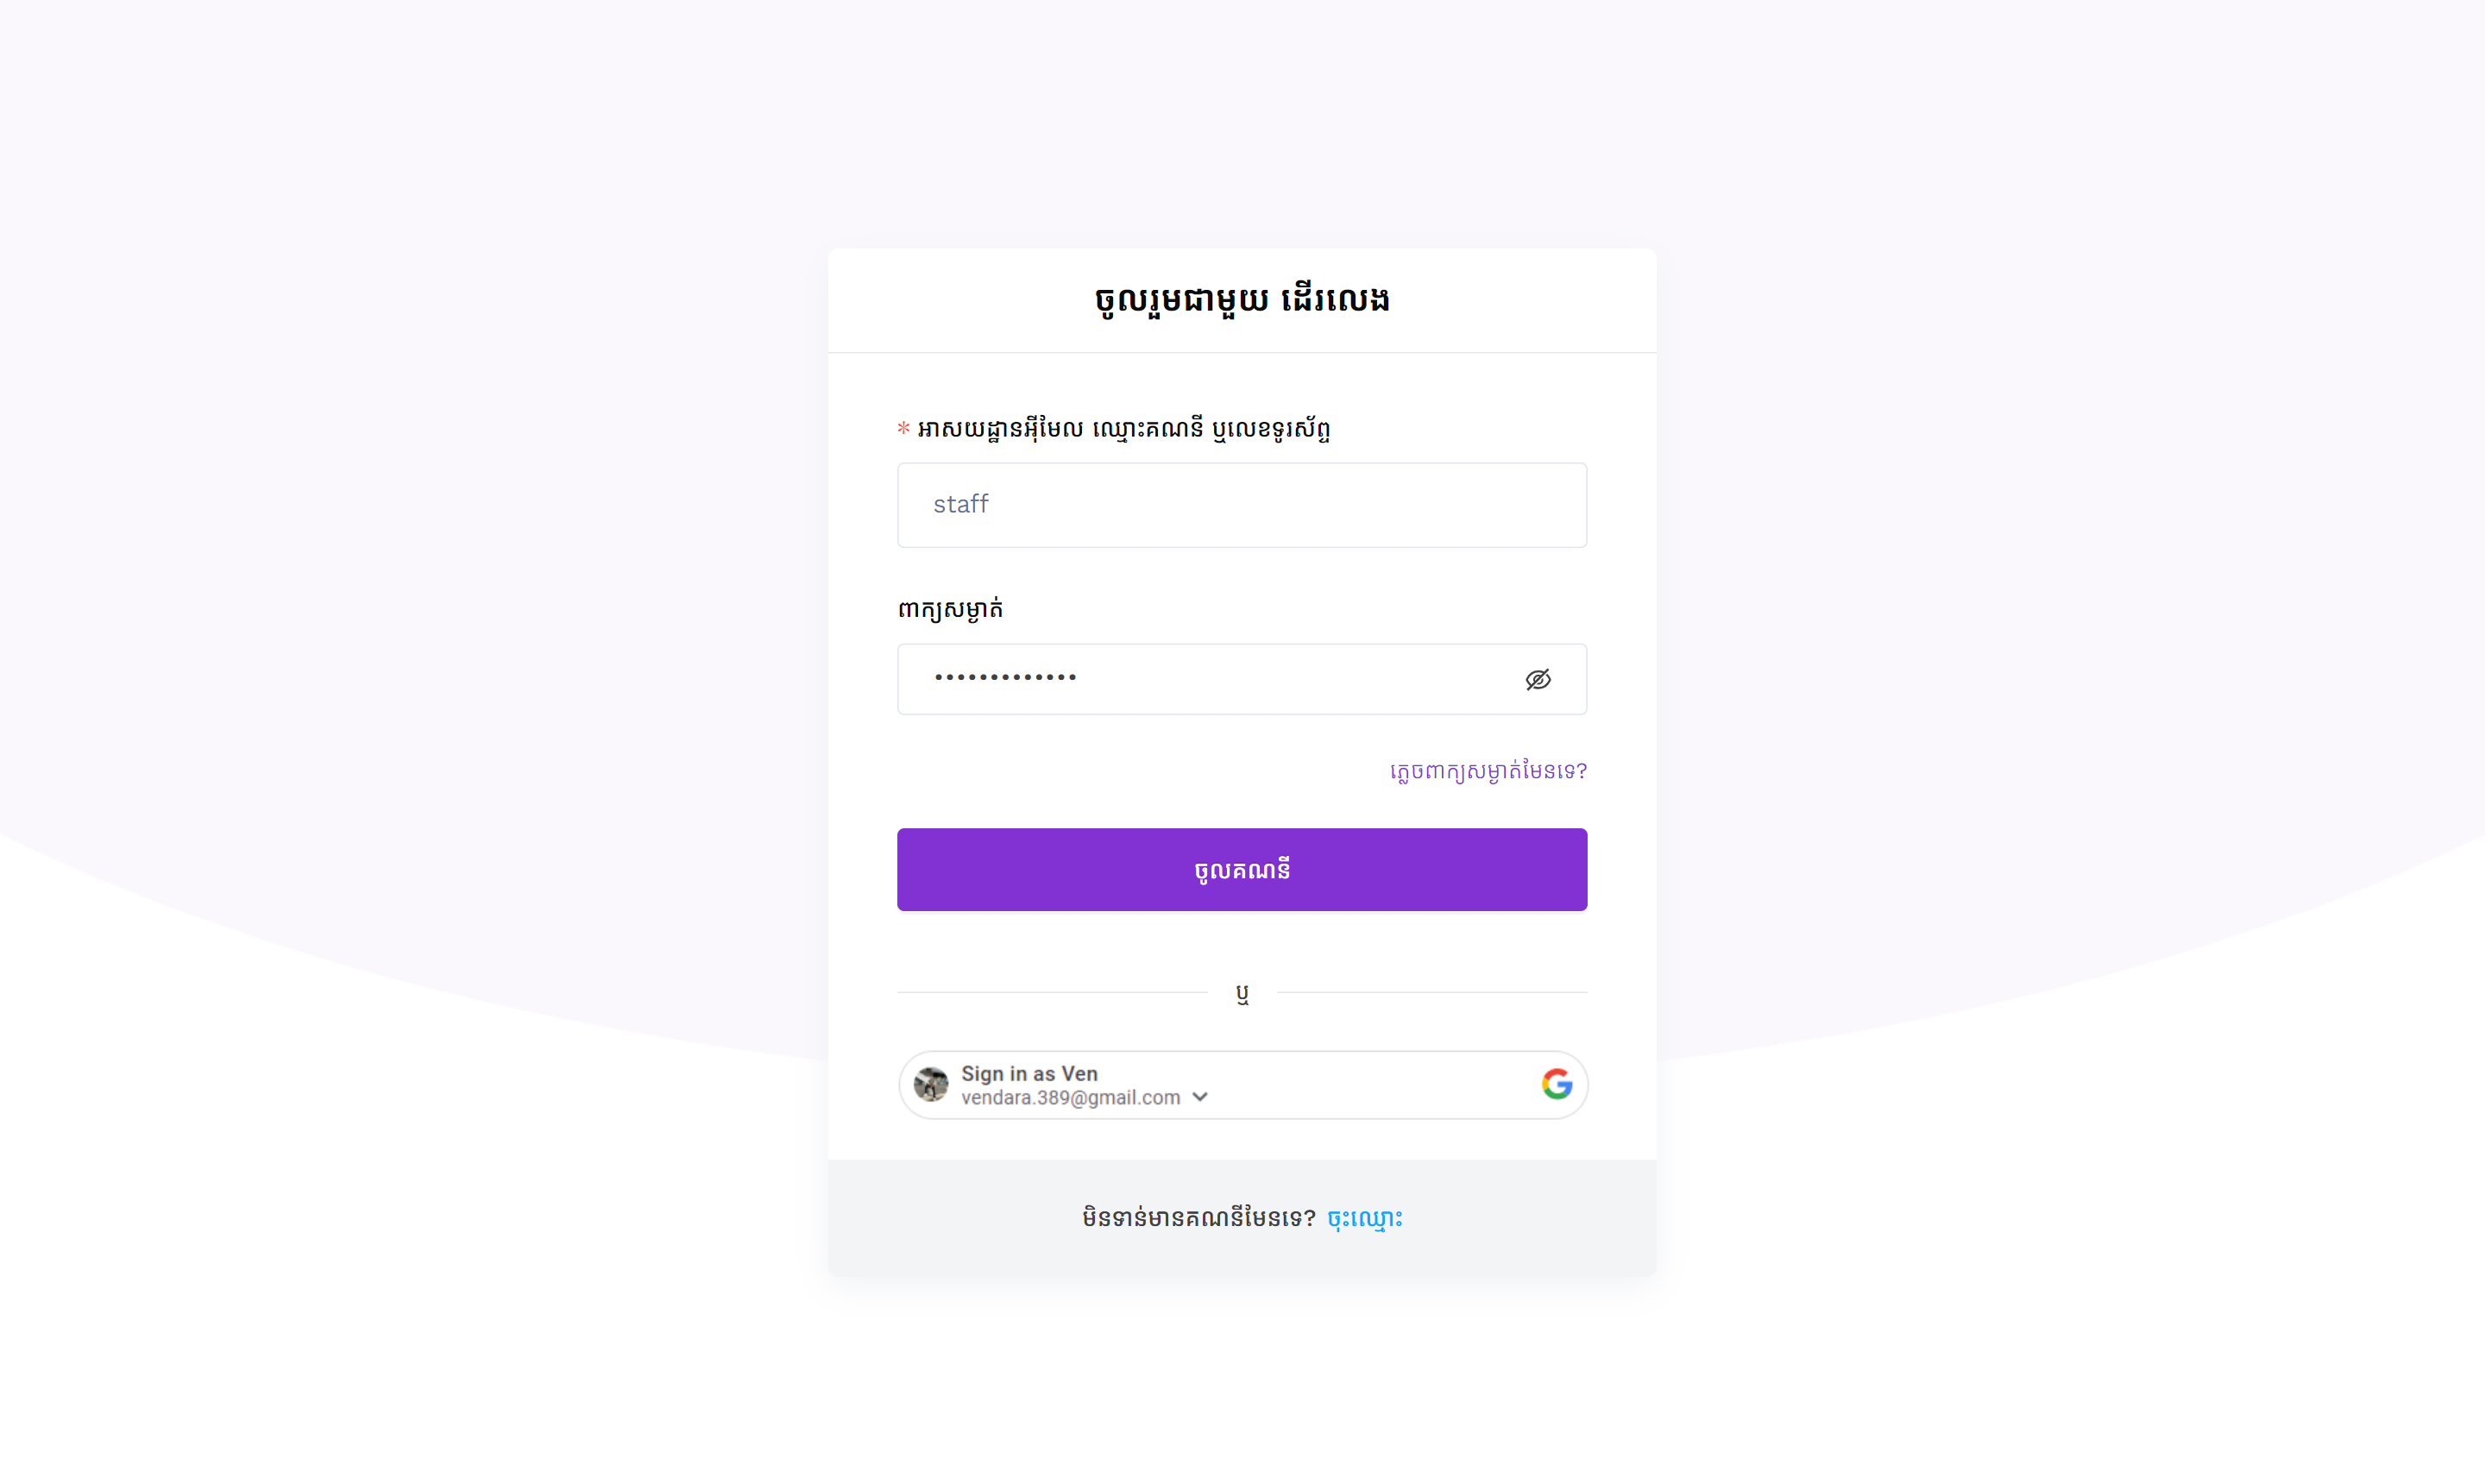 ចូលរួមជាមួយ ដើរលេង
* អាសយដ្ឋានអ៊ីមែល ឈ្មោះគណនី ឬលេខទូរស័ព្ទ
staff
ពាក្យសម្ងាត់
•••••••••••••
ភ្លេចពាក្យសម្ងាត់មែនទេ?
ចូលគណនី
ឬ
Sign in as Ven
vendara.389@gmail.com
មិនទាន់មានគណនីមែនទេ? ចុះឈ្មោះ